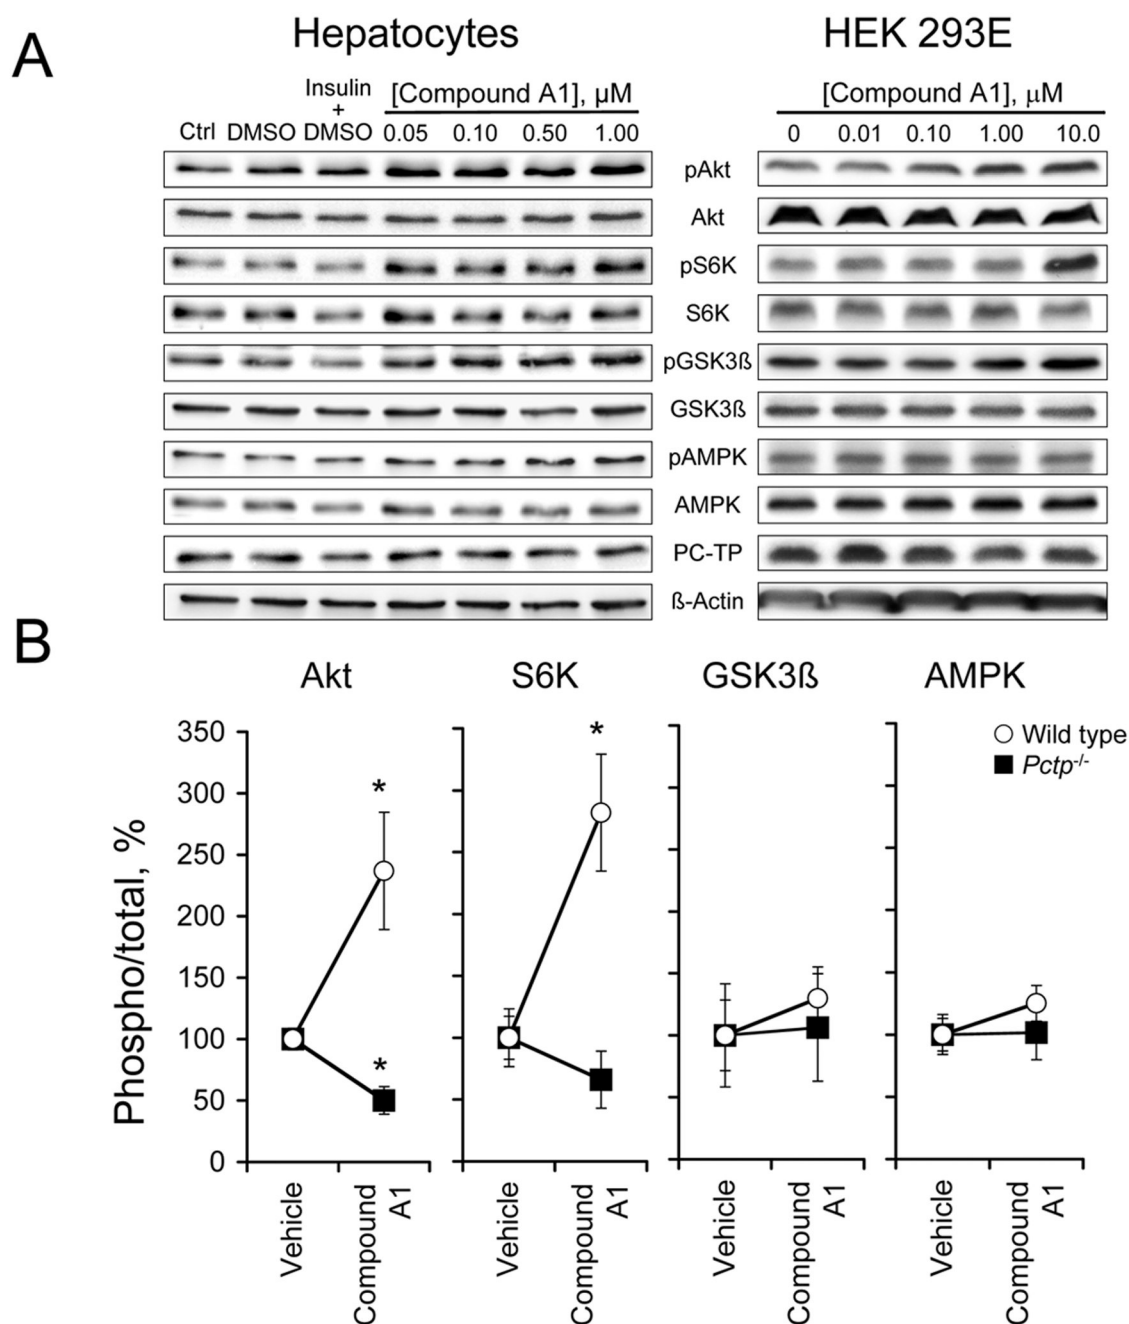 A
Hepatocytes
HEK 293E
Insulin
+
Ctrl DMSO DMSO
[Compound A1], µM
0.05 0.10 0.50 1.00
[Compound A1], µM
0 0.01 0.10 1.00 10.0
pAkt
Akt
pS6K
S6K
pGSK3ß
GSK3ß
pAMPK
AMPK
PC-TP
ß-Actin
B
Akt S6K GSK3ß AMPK
Phospho/total, %
350
300
250
200
150
100
50
0
* * *
Wild type
Pctp-/-
Vehicle
Compound
A1
Vehicle
Compound
A1
Vehicle
Compound
A1
Vehicle
Compound
A1